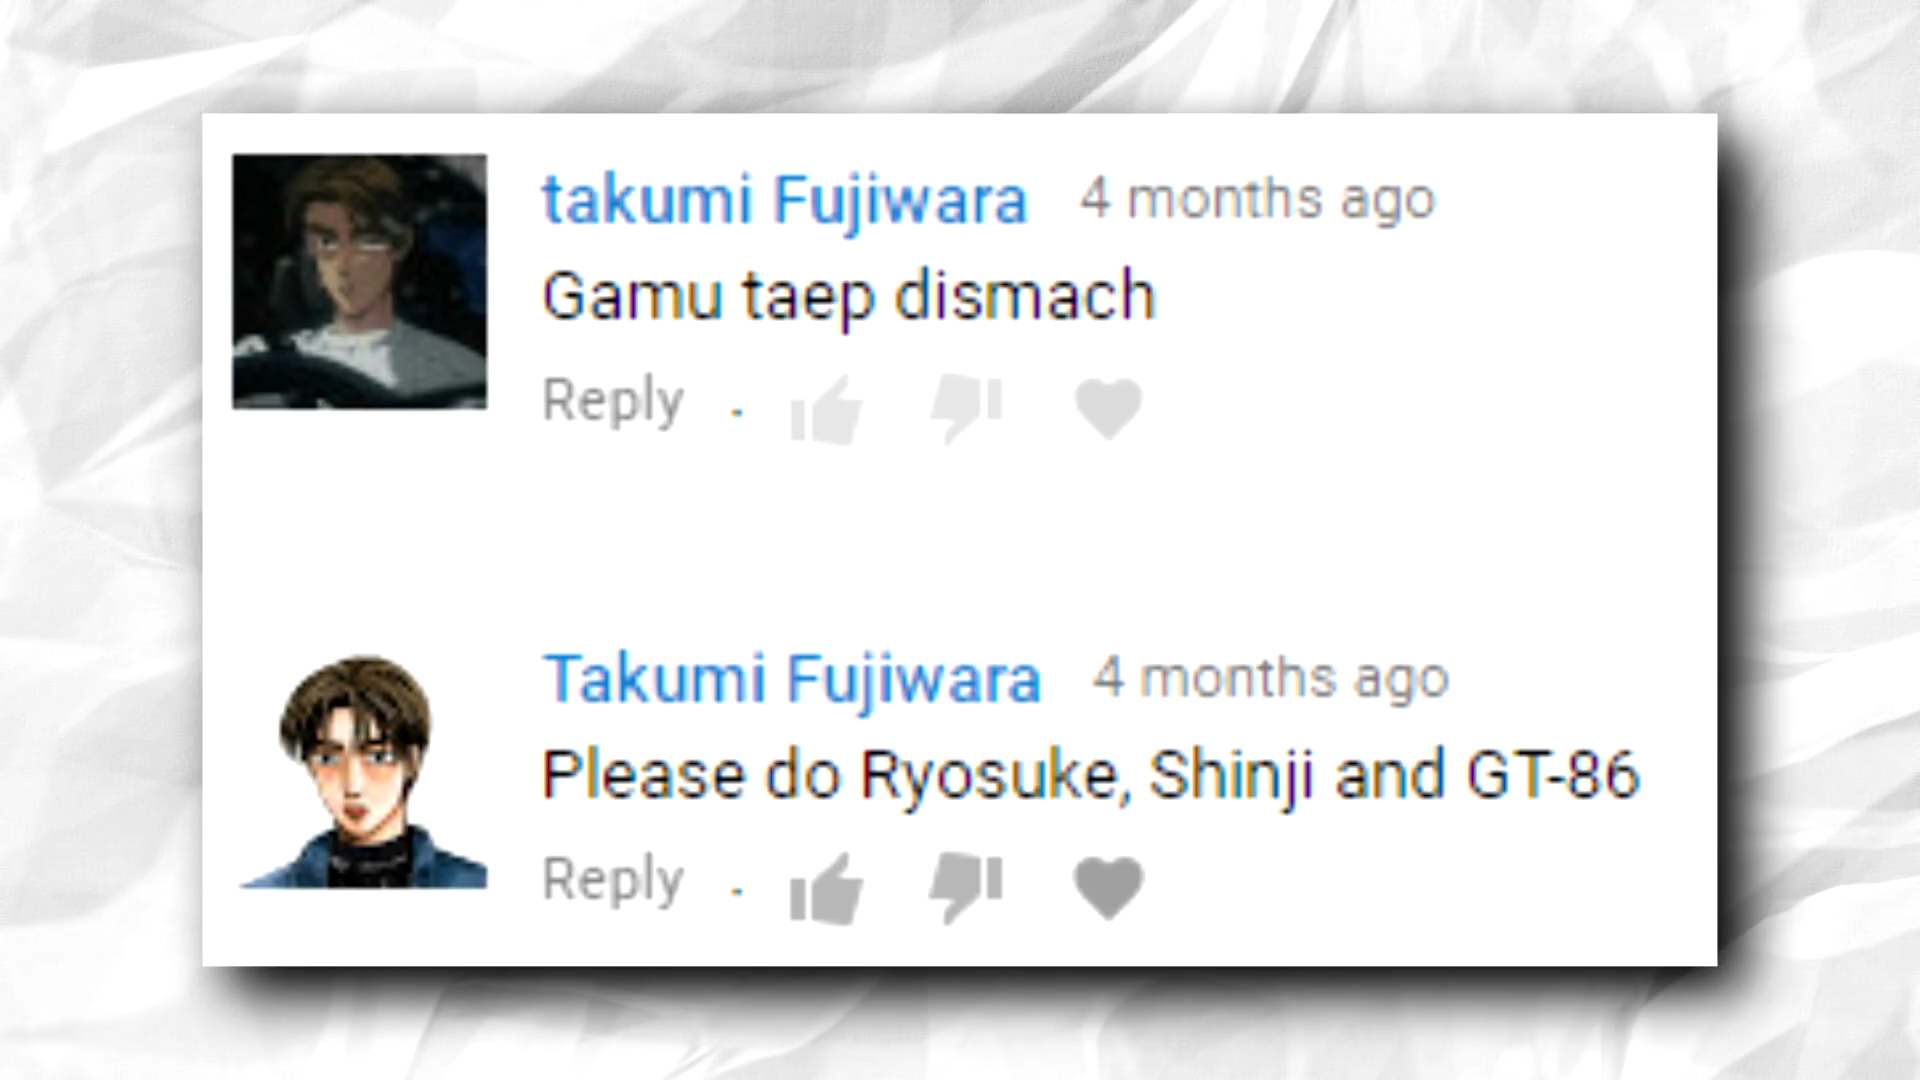 takumi Fujiwara 4 months ago
Gamu taep dismach
Reply .
Takumi Fujiwara 4 months ago
Please do Ryosuke, Shinji and GT-86
Reply .